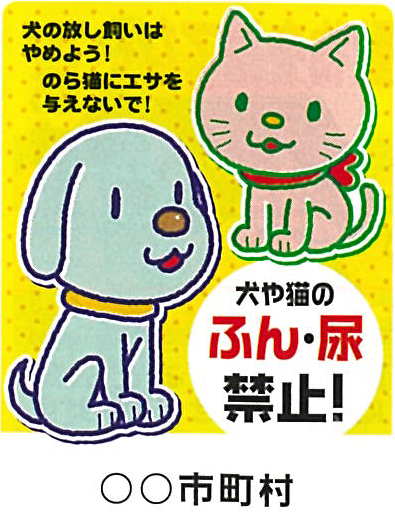 犬の放し飼いは
やめよう!
のら猫にエサを
与えないで!
犬や猫の
ふん・尿
禁止!
○○市町村